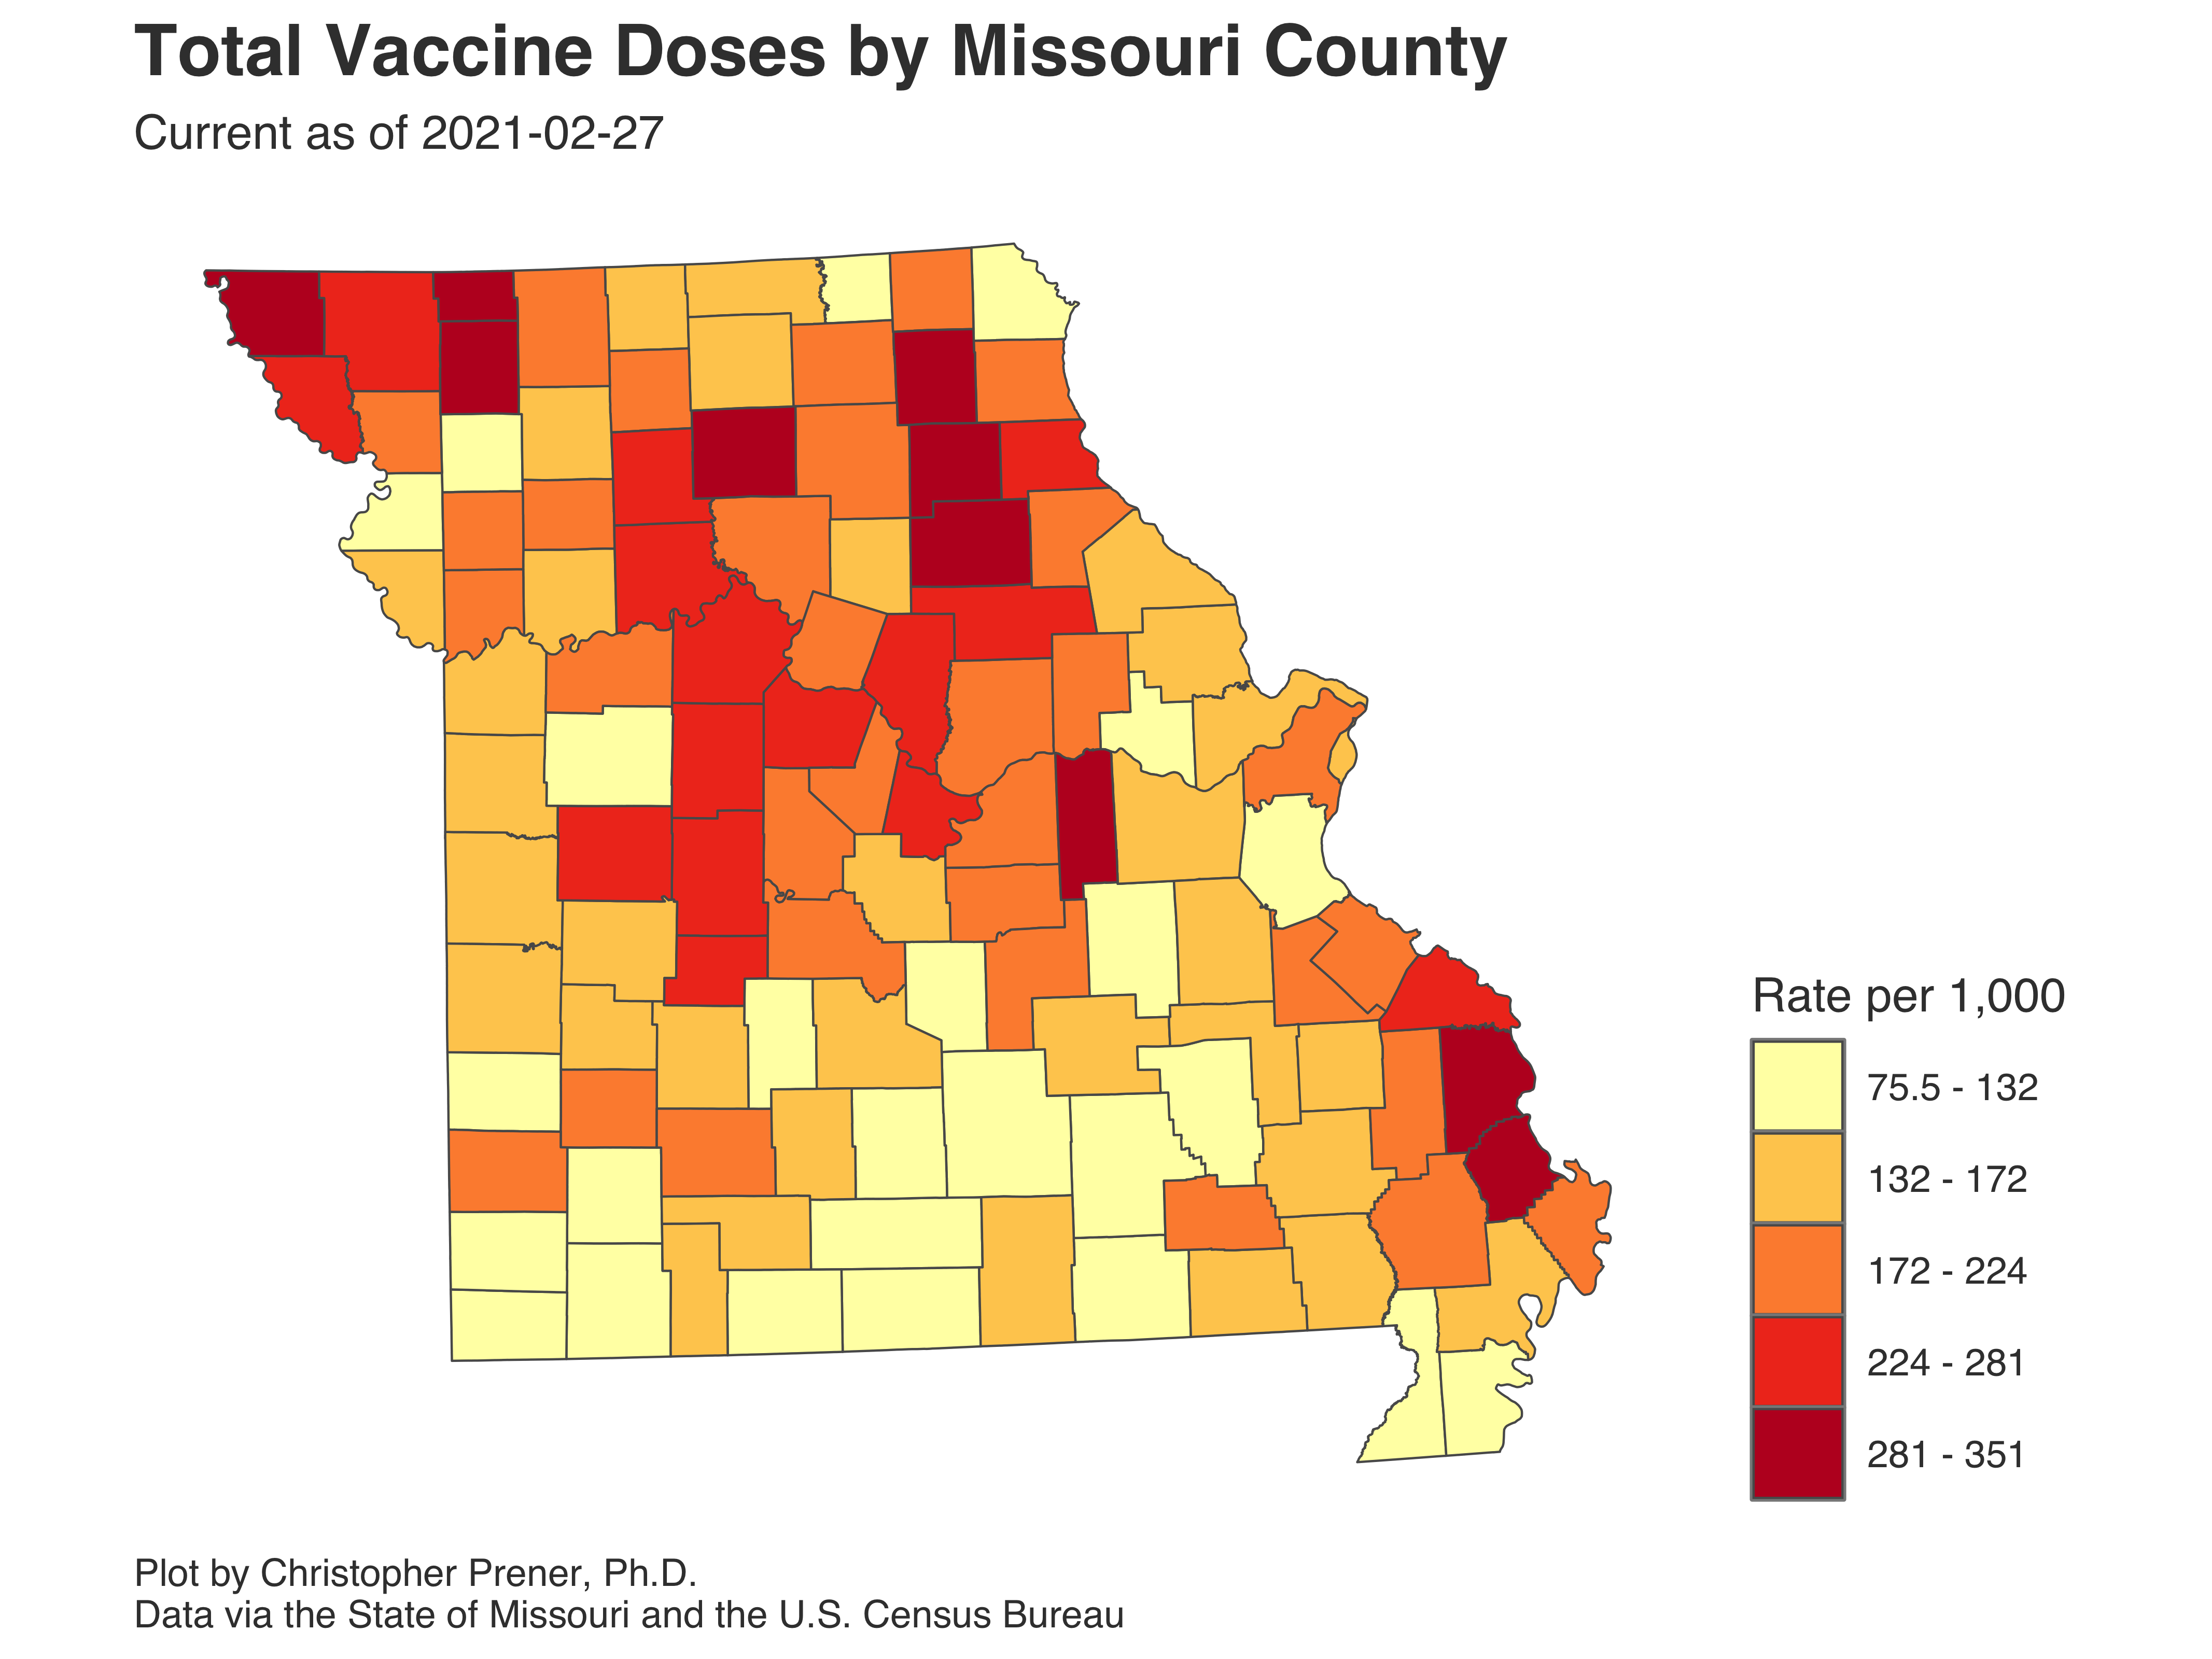 Total Vaccine Doses by Missouri County
Current as of 2021-02-27
Rate per 1,000
75.5 - 132
132 - 172
172 - 224
224 - 281
281 - 351
Plot by Christopher Prener, Ph.D.
Data via the State of Missouri and the U.S. Census Bureau